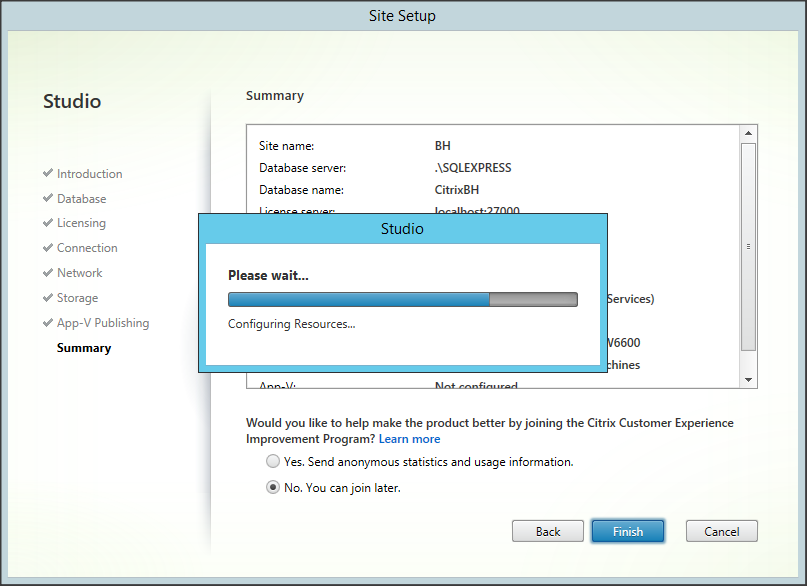 Site Setup
Studio
Introduction
Database
Licensing
Connection
Network
Storage
App-V Publishing
Summary
Summary
Site name: BH
Database server: .\SQLEXPRESS
Database name: CitrixBH
License server: localhost:27000
Studio
Please wait...
Configuring Resources...
Services)
W6600
chines
App-V: Not configured
Would you like to help make the product better by joining the Citrix Customer Experience
Improvement Program? Learn more
Yes. Send anonymous statistics and usage information.
No. You can join later.
Back
Finish
Cancel